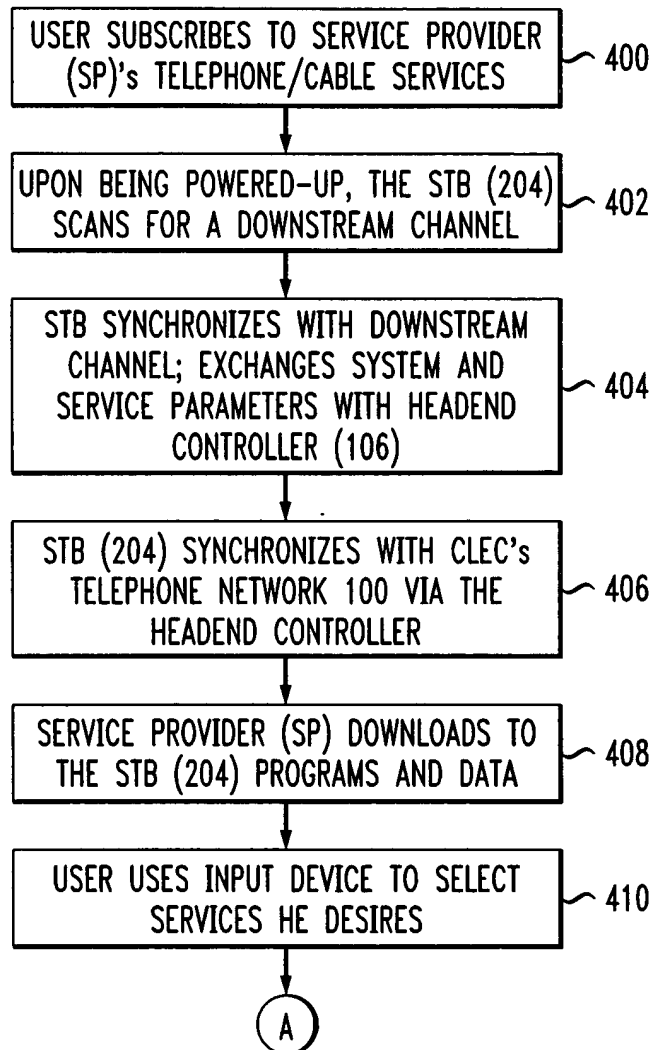 USER SUBSCRIBES TO SERVICE PROVIDER
(SP)'s TELEPHONE/CABLE SERVICES
400
UPON BEING POWERED-UP, THE STB (204)
SCANS FOR A DOWNSTREAM CHANNEL
402
STB SYNCHRONIZES WITH DOWNSTREAM
CHANNEL; EXCHANGES SYSTEM AND
SERVICE PARAMETERS WITH HEADEND
CONTROLLER (106)
404
STB (204) SYNCHRONIZES WITH CLEC's
TELEPHONE NETWORK 100 VIA THE
HEADEND CONTROLLER
406
SERVICE PROVIDER (SP) DOWNLOADS TO
THE STB (204) PROGRAMS AND DATA
408
USER USES INPUT DEVICE TO SELECT
SERVICES HE DESIRES
410
A